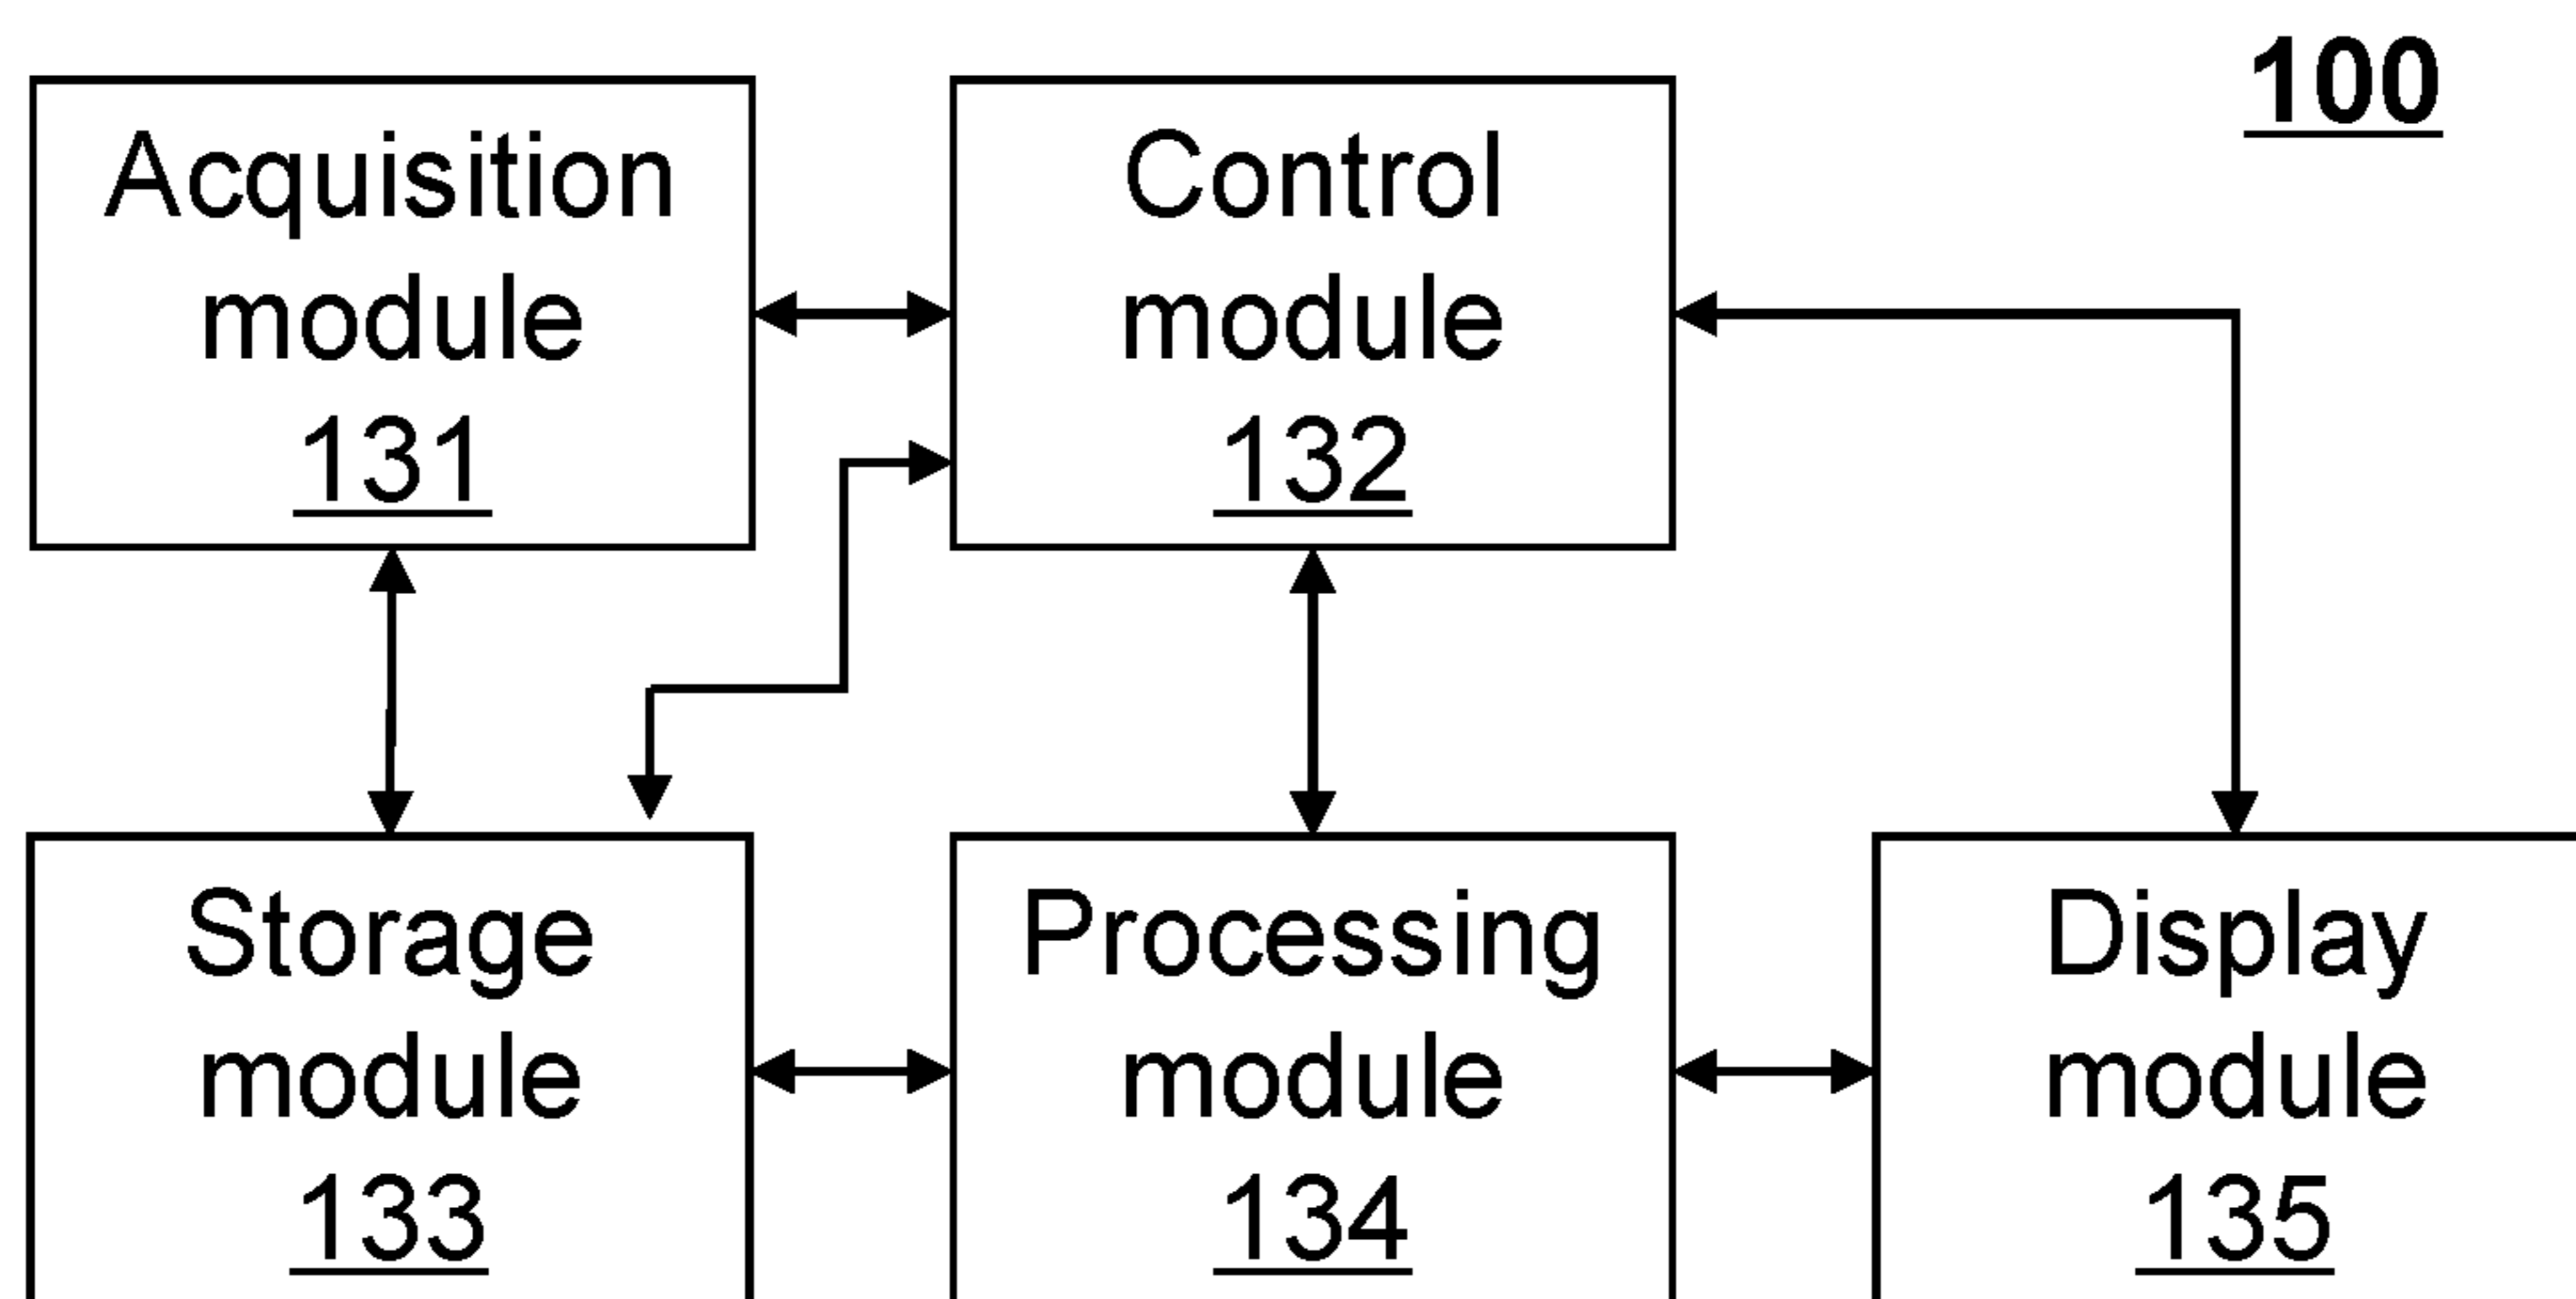 100
Acquisition
module
131
Control
module
132
Storage
module
133
Processing
module
134
Display
module
135